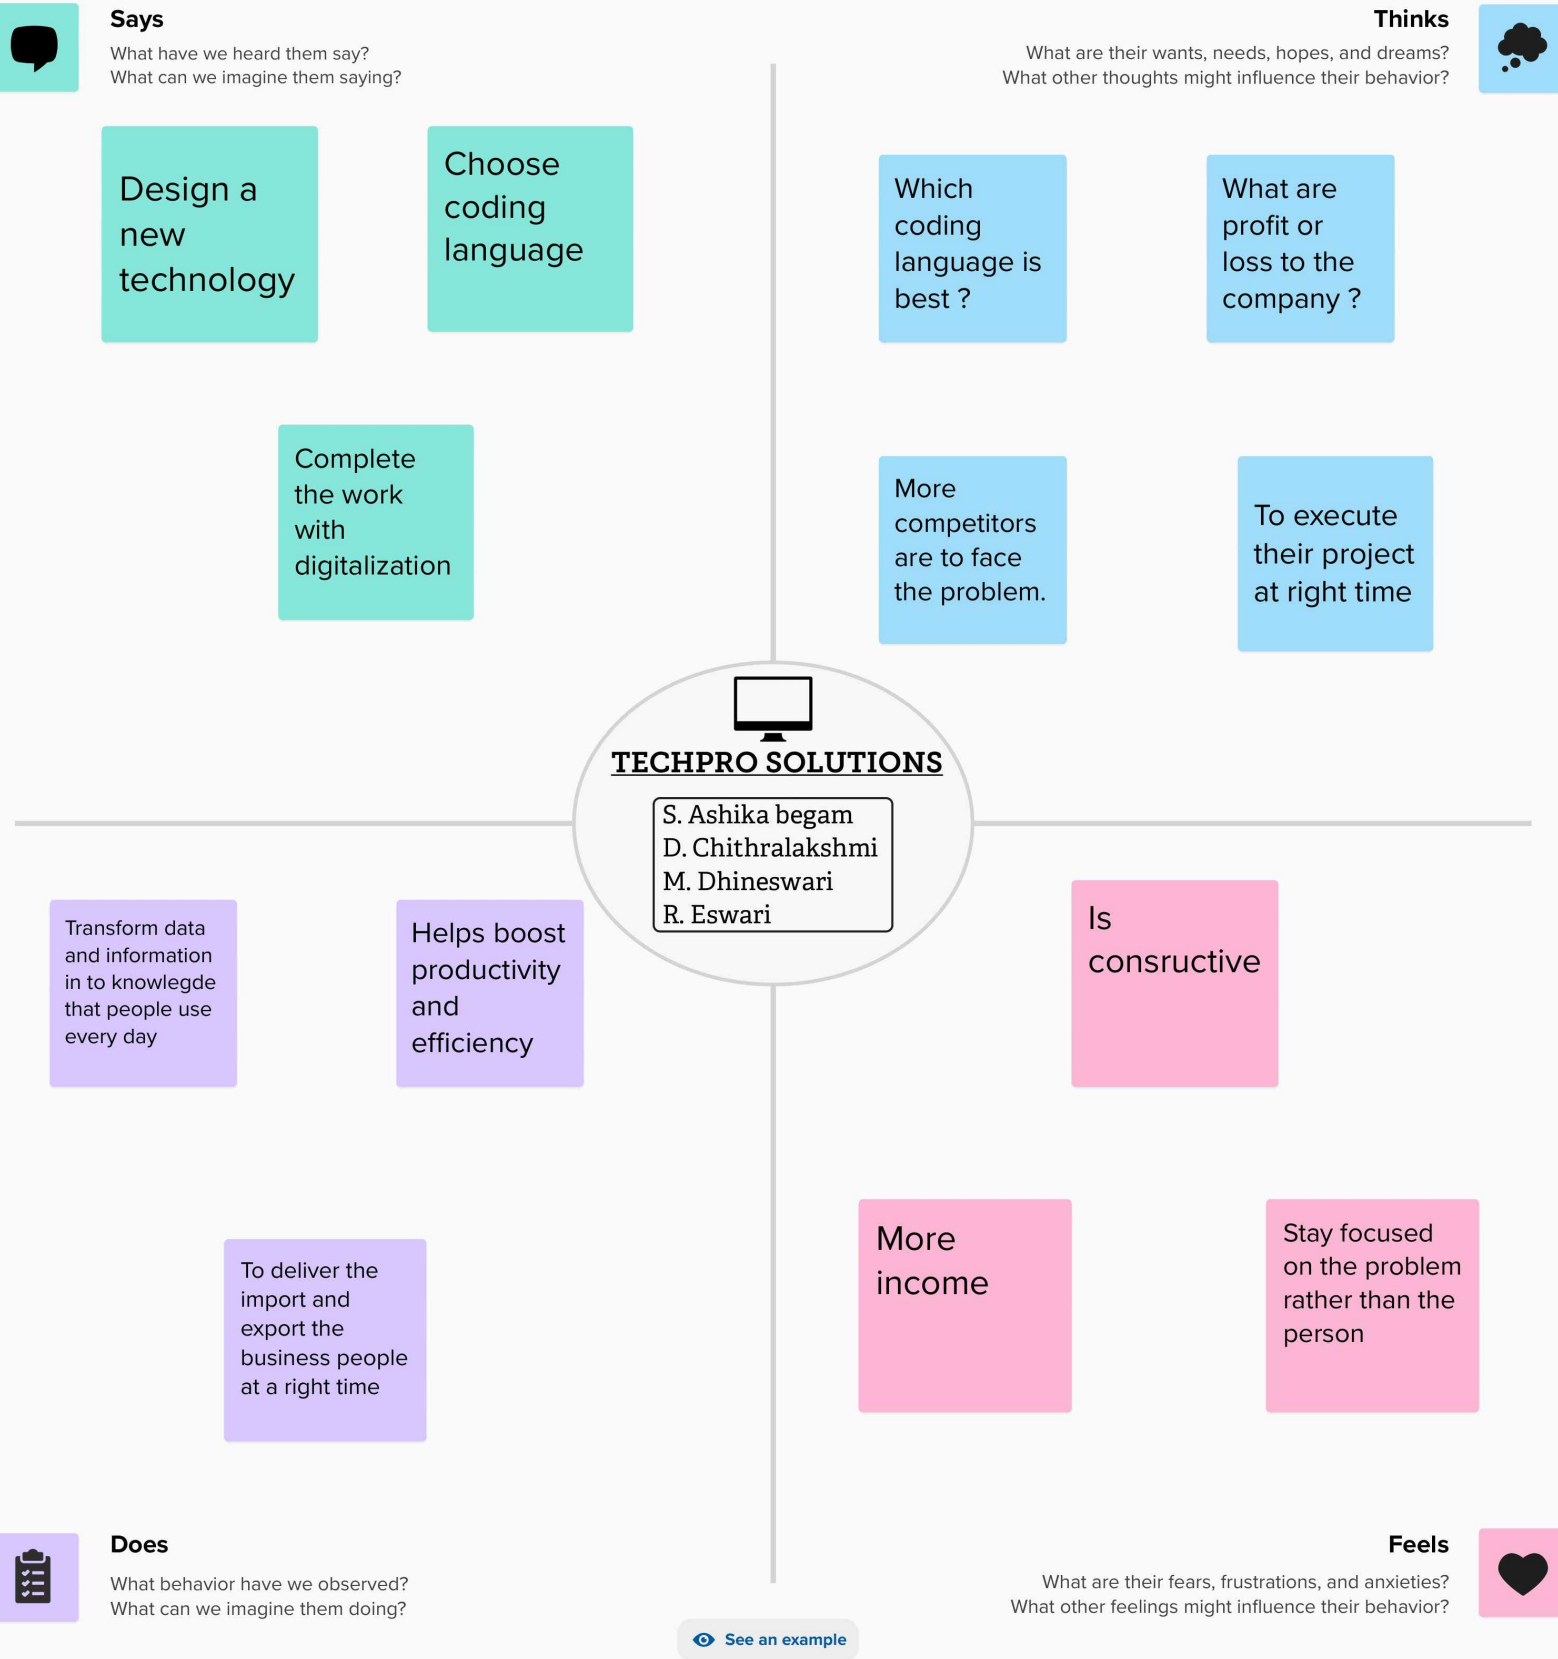 Says
What have we heard them say?
What can we imagine them saying?
Thinks
What are their wants, needs, hopes, and dreams?
What other thoughts might influence their behavior?
Design a
new
technology
Choose
coding
language
Complete
the work
with
digitalization
Which
coding
language is
best ?
What are
profit or
loss to the
company ?
More
competitors
are to face
the problem.
To execute
their project
at right time
TECHPRO SOLUTIONS
S. Ashika begam
D. Chithralakshmi
M. Dhineswari
R. Eswari
Transform data
and information
in to knowlegde
that people use
every day
Helps boost
productivity
and
efficiency
To deliver the
import and
export the
business people
at a right time
Is
consructive
More
income
Stay focused
on the problem
rather than the
person
Does
What behavior have we observed?
What can we imagine them doing?
Feels
What are their fears, frustrations, and anxieties?
What other feelings might influence their behavior?
See an example